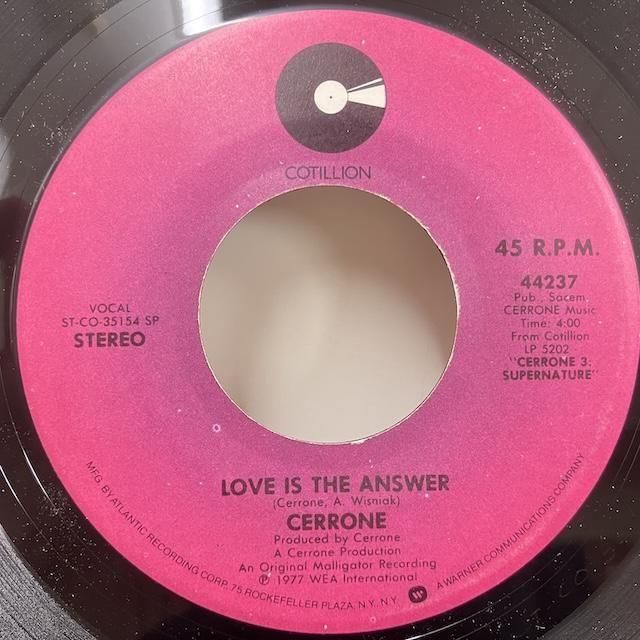 COTILLION
45 R.P.M.
44237
Pub., Sacem
CERRONE Music
Time: 4:00
From Cotillion
LP 5202
"CERRONE 3:
SUPERNATURE"
VOCAL
ST-CO-35154 SP
STEREO
LOVE IS THE ANSWER
(Cerrone, A. Wisniak)
CERRONE
Produced by Cerrone
A Cerrone Production
An Original Malligator Recording
℗ 1977 WEA International
MFG. BY ATLANTIC RECORDING CORP. 75 ROCKEFELLER PLAZA, N.Y. N.Y. A WARNER COMMUNICATIONS COMPANY